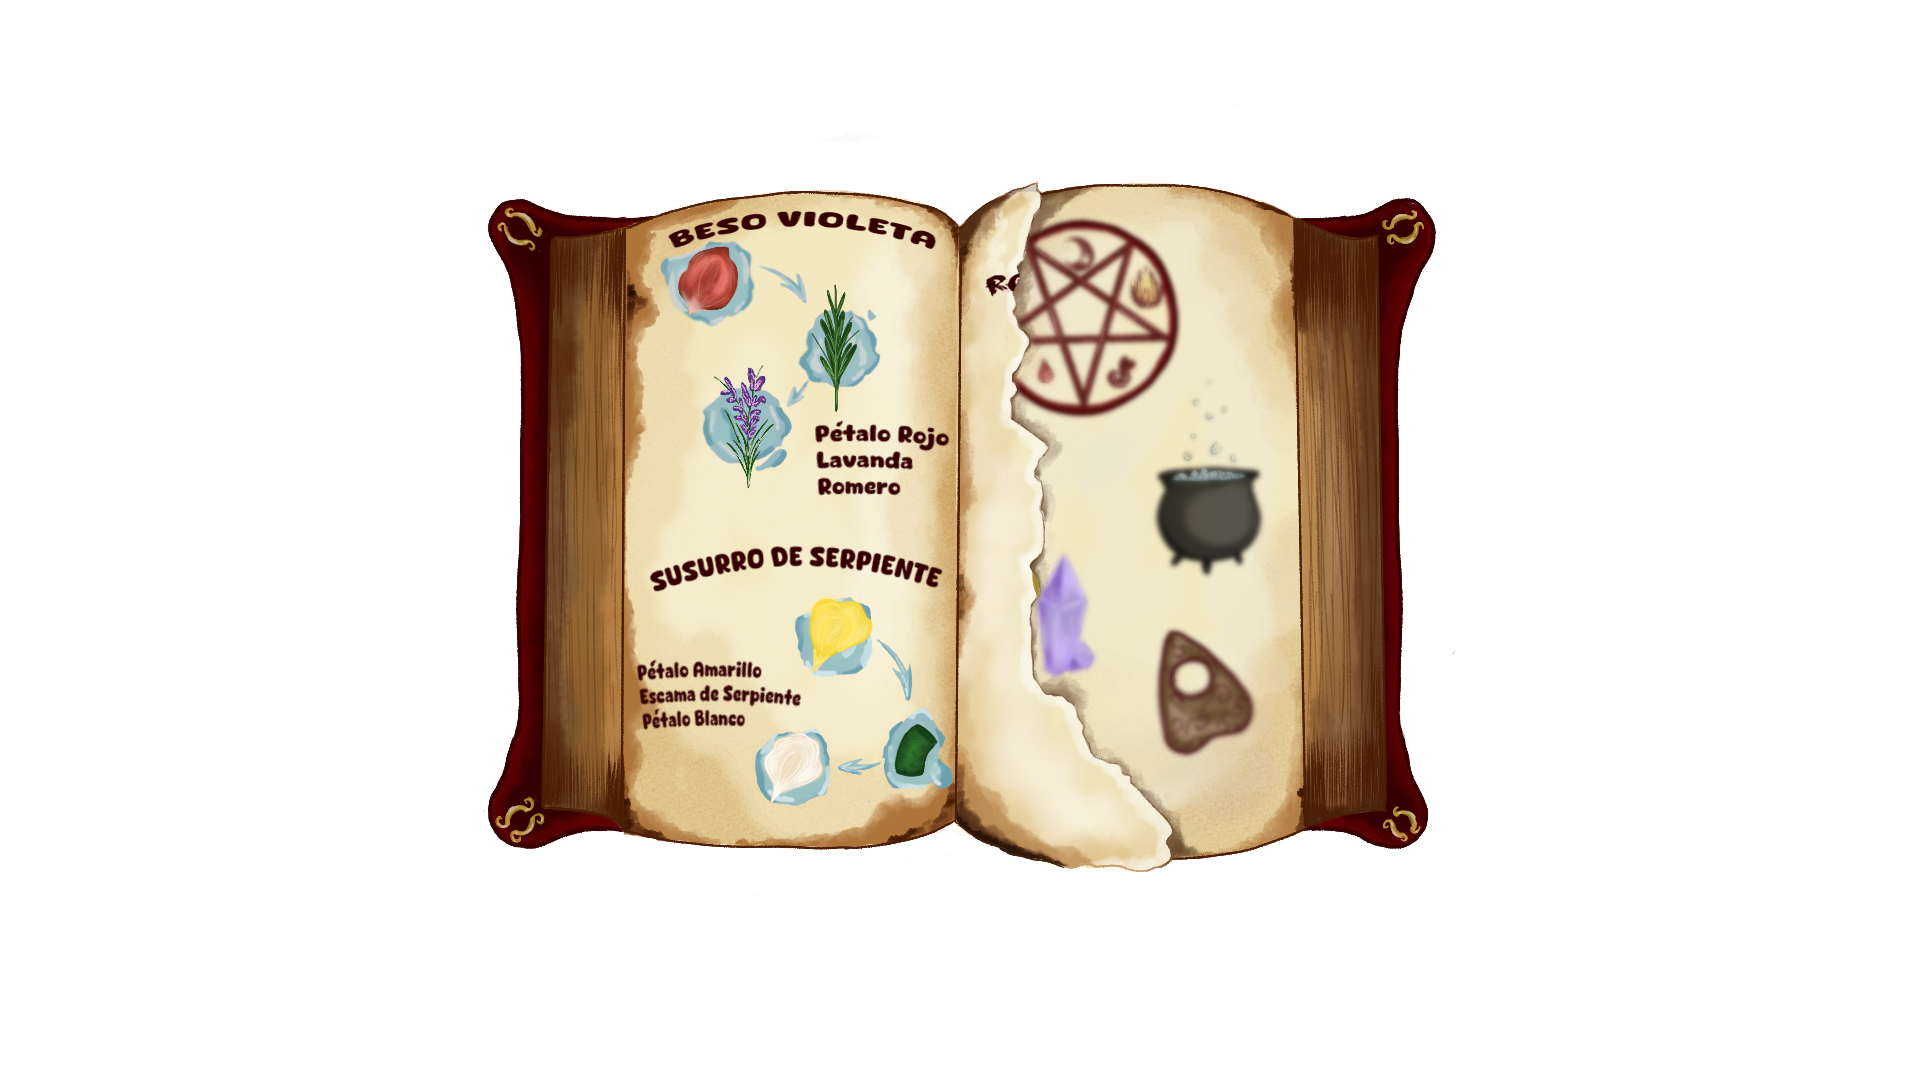 BESO VIOLETA
Pétalo Rojo
Lavanda
Romero
SUSURRO DE SERPIENTE
Pétalo Amarillo
Escama de Serpiente
Pétalo Blanco